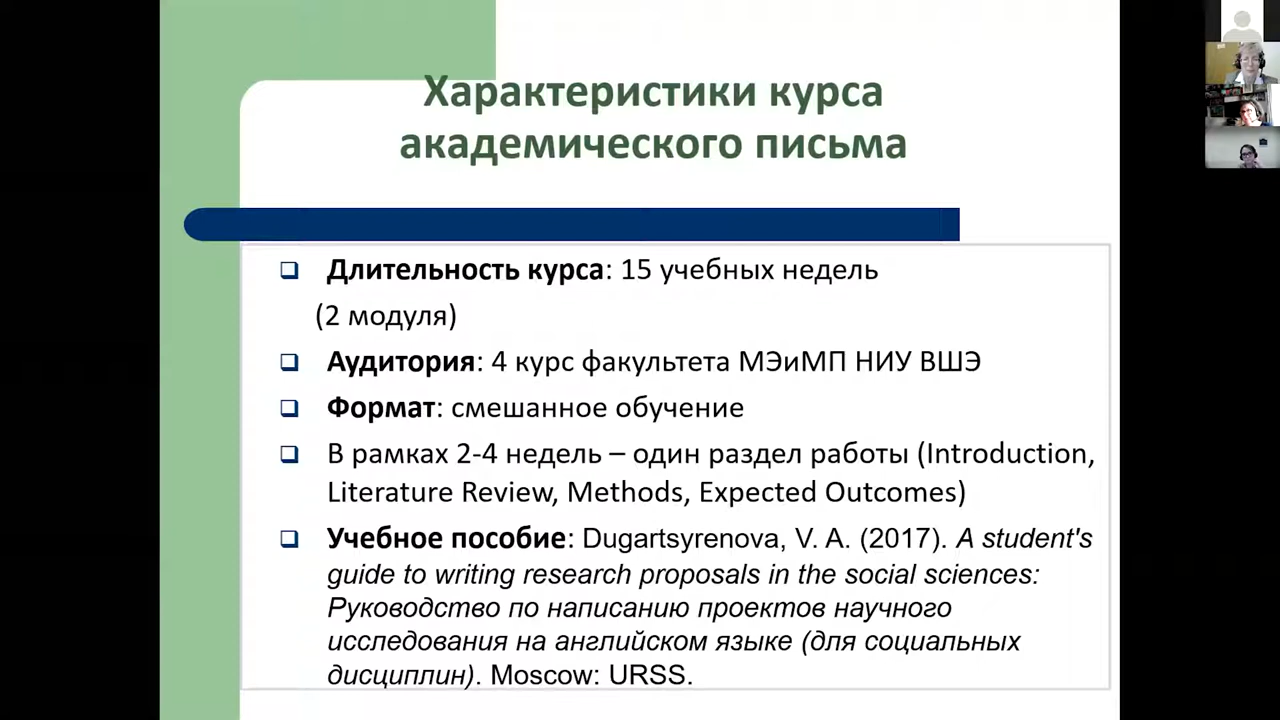 Характеристики курса
академического письма
Длительность курса: 15 учебных недель
(2 модуля)
Аудитория: 4 курс факультета МЭиМП НИУ ВШЭ
Формат: смешанное обучение
В рамках 2-4 недель – один раздел работы (Introduction,
Literature Review, Methods, Expected Outcomes)
Учебное пособие: Dugartsyrenova, V. A. (2017). A student's
guide to writing research proposals in the social sciences:
Руководство по написанию проектов научного
исследования на английском языке (для социальных
дисциплин). Moscow: URSS.